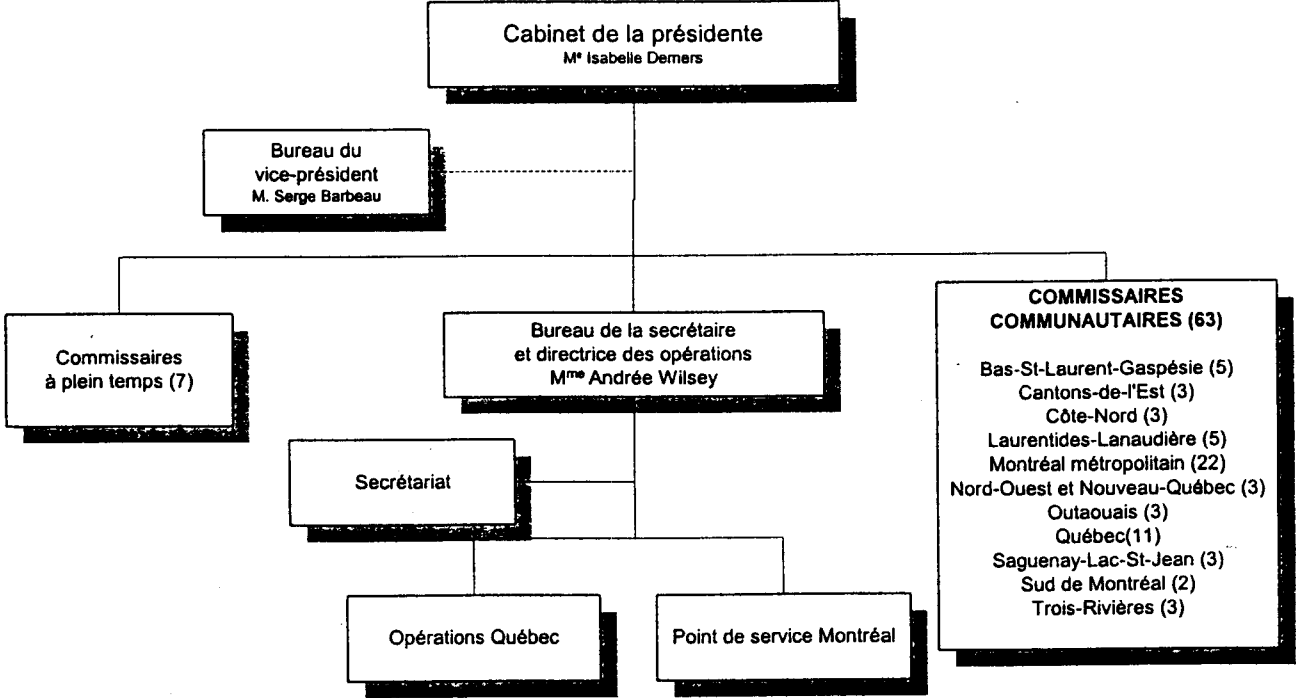 Cabinet de la présidente
Mᵉ Isabelle Demers
Bureau du
vice-président
M. Serge Barbeau
Commissaires
à plein temps (7)
Bureau de la secrétaire
et directrice des opérations
Mᵐᵉ Andrée Wilsey
COMMISSAIRES
COMMUNAUTAIRES (63)
Bas-St-Laurent-Gaspésie (5)
Cantons-de-l'Est (3)
Côte-Nord (3)
Laurentides-Lanaudière (5)
Montréal métropolitain (22)
Nord-Ouest et Nouveau-Québec (3)
Outaouais (3)
Québec(11)
Saguenay-Lac-St-Jean (3)
Sud de Montréal (2)
Trois-Rivières (3)
Secrétariat
Opérations Québec
Point de service Montréal